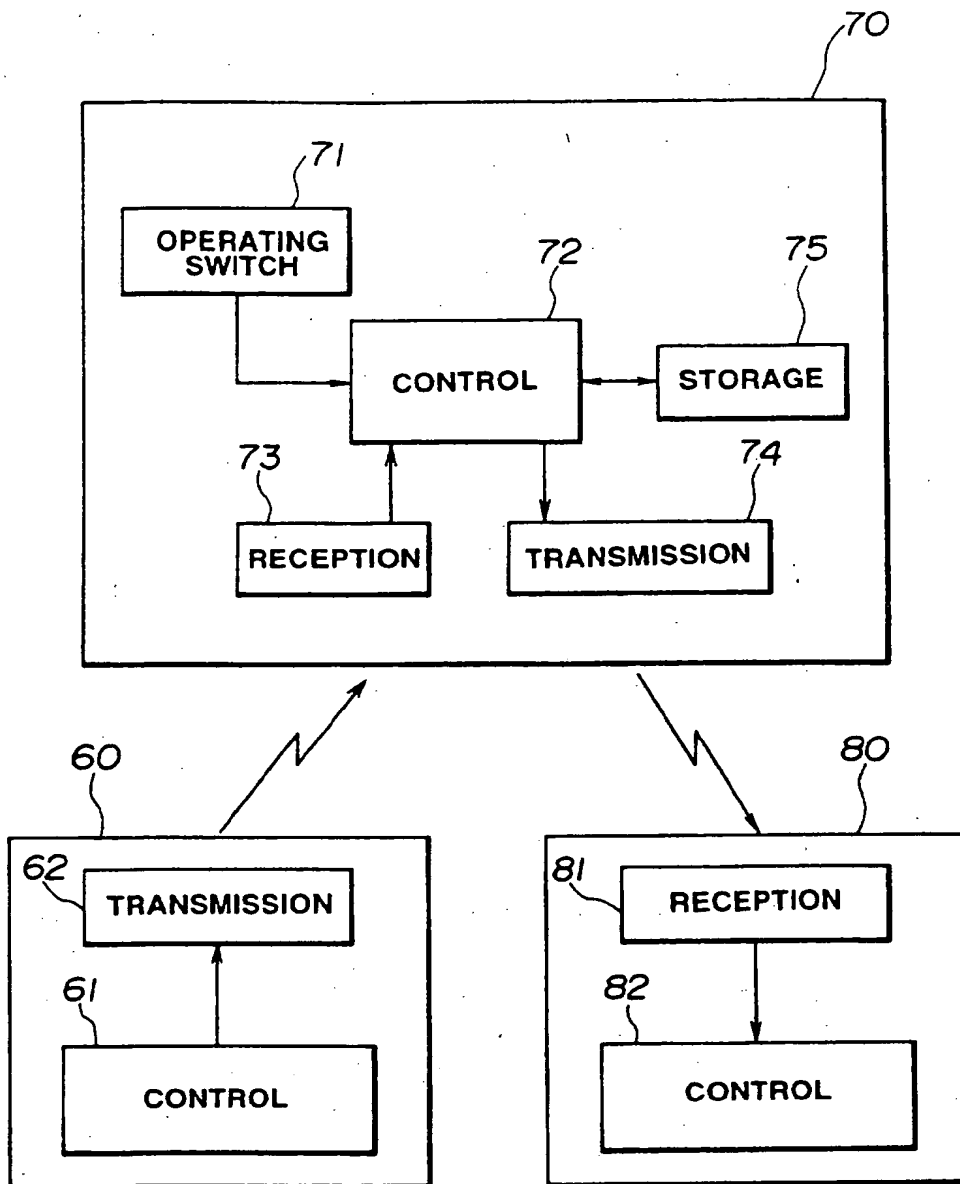 70
71
OPERATING
SWITCH
72
75
CONTROL
STORAGE
73
74
RECEPTION
TRANSMISSION
60
80
62
TRANSMISSION
81
RECEPTION
61
82
CONTROL
CONTROL